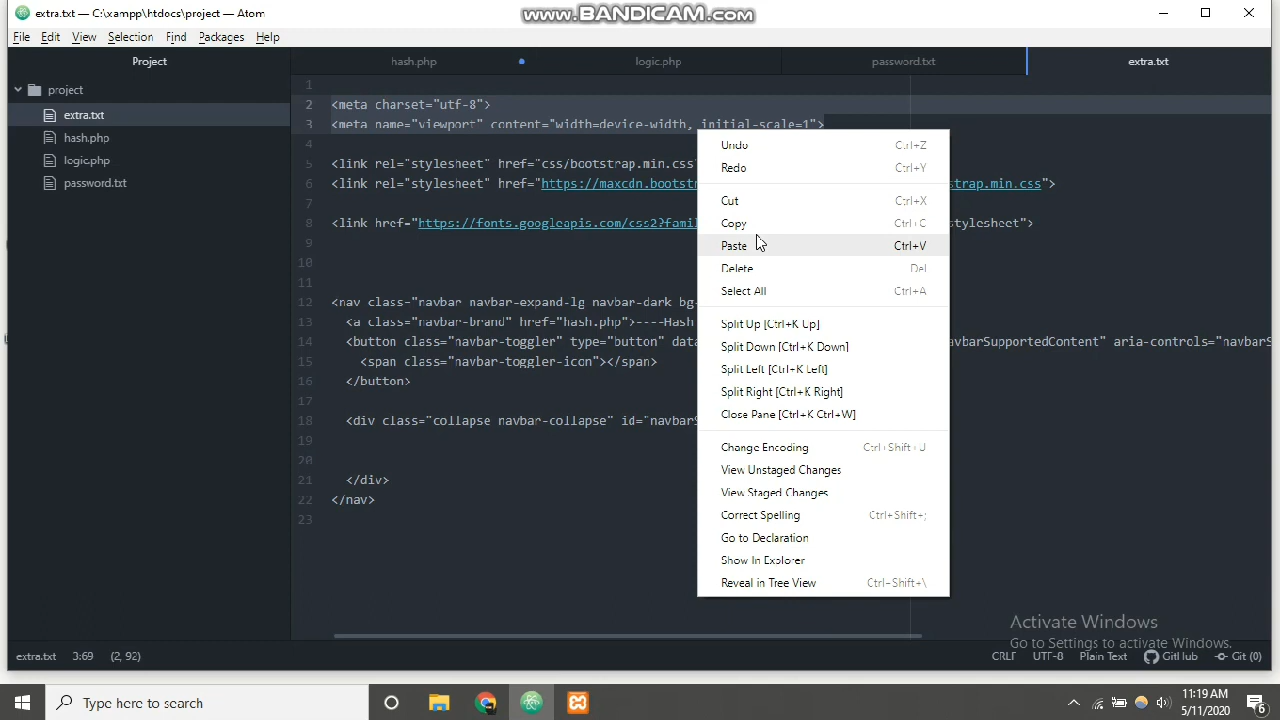 extra.txt — C:\xampp\htdocs\project — Atom
www.BANDICAM.com
File Edit View Selection Find Packages Help
Project
hash.php
logic.php
password.txt
extra.txt
project
extra.txt
hash.php
logic.php
password.txt
1
2 <meta charset="utf-8">
3 <meta name="viewport" content="width=device-width, initial-scale=1">
4
5 <link rel="stylesheet" href="css/bootstrap.min.css"
6 <link rel="stylesheet" href="https://maxcdn.bootstr strap.min.css">
7
8 <link href="https://fonts.googleapis.com/css2?famil stylesheet">
9
10
11
12 <nav class="navbar navbar-expand-lg navbar-dark bg-
13 <a class="navbar-brand" href="hash.php">----Hash
14 <button class="navbar-toggler" type="button" data avbarSupportedContent" aria-controls="navbarS
15 <span class="navbar-toggler-icon"></span>
16 </button>
17
18 <div class="collapse navbar-collapse" id="navbarS
19
20
21 </div>
22 </nav>
23
Undo Ctrl+Z
Redo Ctrl+Y
Cut Ctrl+X
Copy Ctrl+C
Paste Ctrl+V
Delete Del
Select All Ctrl+A
Split Up [Ctrl+K Up]
Split Down [Ctrl+K Down]
Split Left [Ctrl+K Left]
Split Right [Ctrl+K Right]
Close Pane [Ctrl+K Ctrl+W]
Change Encoding Ctrl+Shift+U
View Unstaged Changes
View Staged Changes
Correct Spelling Ctrl+Shift+;
Go to Declaration
Show in Explorer
Reveal in Tree View Ctrl+Shift+\
Activate Windows
Go to Settings to activate Windows.
extra.txt 3:69 (2, 92)
CRLF UTF-8 Plain Text GitHub Git (0)
Type here to search
11:19 AM
5/11/2020
6